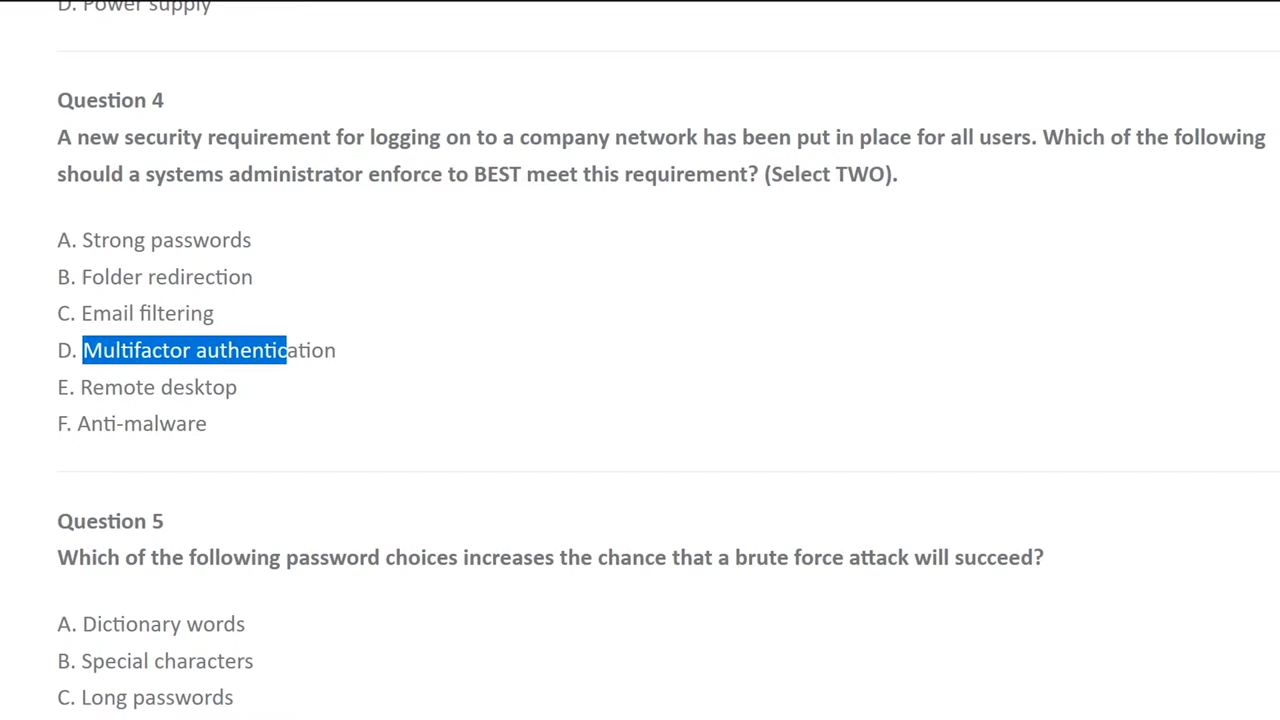 D. Power supply
Question 4
A new security requirement for logging on to a company network has been put in place for all users. Which of the following
should a systems administrator enforce to BEST meet this requirement? (Select TWO).
A. Strong passwords
B. Folder redirection
C. Email filtering
D. Multifactor authentication
E. Remote desktop
F. Anti-malware
Question 5
Which of the following password choices increases the chance that a brute force attack will succeed?
A. Dictionary words
B. Special characters
C. Long passwords